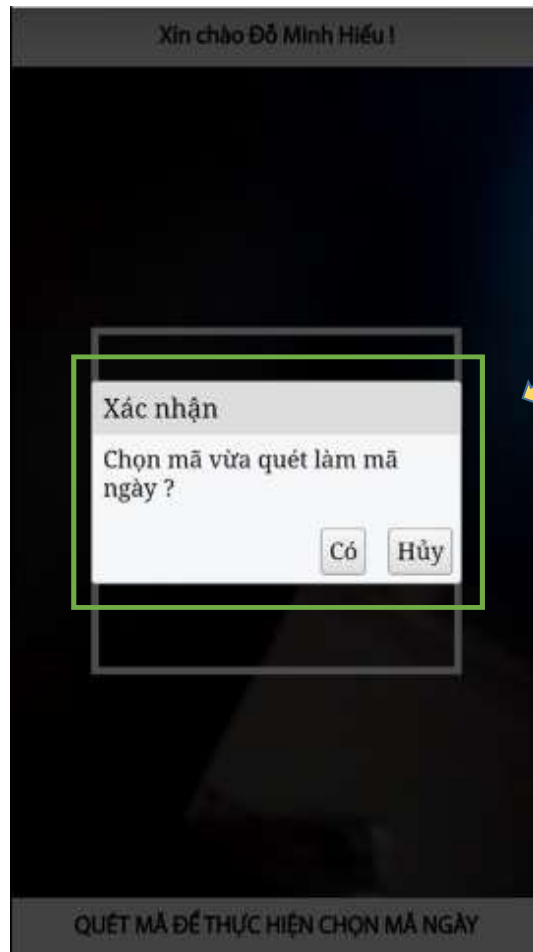 Xin chào Đỗ Minh Hiếu !
Xác nhận
Chọn mã vừa quét làm mã
ngày ?
Có Hủy
QUÉT MÃ ĐỂ THỰC HIỆN CHỌN MÃ NGÀY